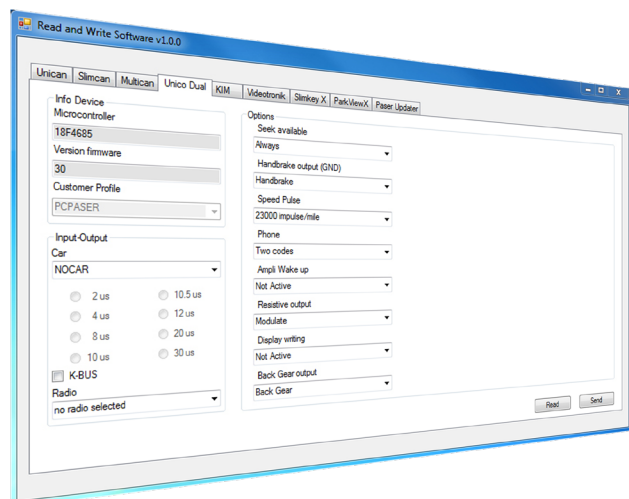 Read and Write Software v1.0.0
Unican Slimcan Multican Unico Dual KIM Videotronik Slimkey X ParkViewX Paser Updater
Info Device
Microcontroller
18F4685
Version firmware
30
Customer Profile
PCPASER
Input-Output
Car
NOCAR
2 us 10.5 us
4 us 12 us
8 us 20 us
10 us 30 us
K-BUS
Radio
no radio selected
Options
Seek available
Always
Handbrake output (GND)
Handbrake
Speed Pulse
23000 impulse/mile
Phone
Two codes
Ampli Wake up
Not Active
Resistive output
Modulate
Display writing
Not Active
Back Gear output
Back Gear
Read Send